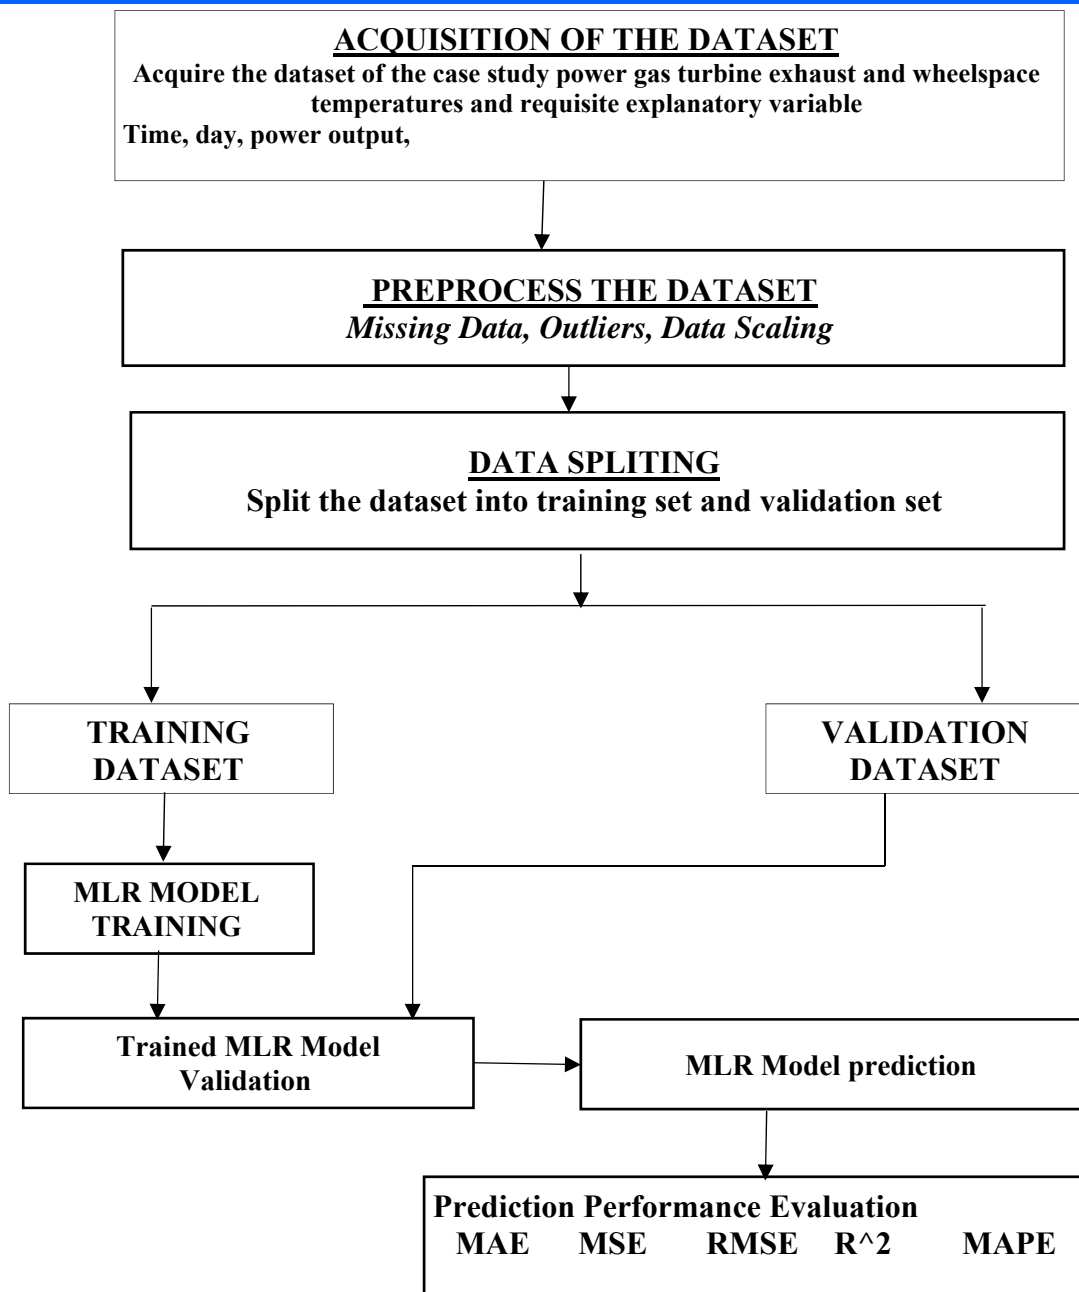 ACQUISITION OF THE DATASET
Acquire the dataset of the case study power gas turbine exhaust and wheelspace
temperatures and requisite explanatory variable
Time, day, power output,
PREPROCESS THE DATASET
Missing Data, Outliers, Data Scaling
DATA SPLITING
Split the dataset into training set and validation set
TRAINING
DATASET
VALIDATION
DATASET
MLR MODEL
TRAINING
Trained MLR Model
Validation
MLR Model prediction
Prediction Performance Evaluation
MAE MSE RMSE R^2 MAPE